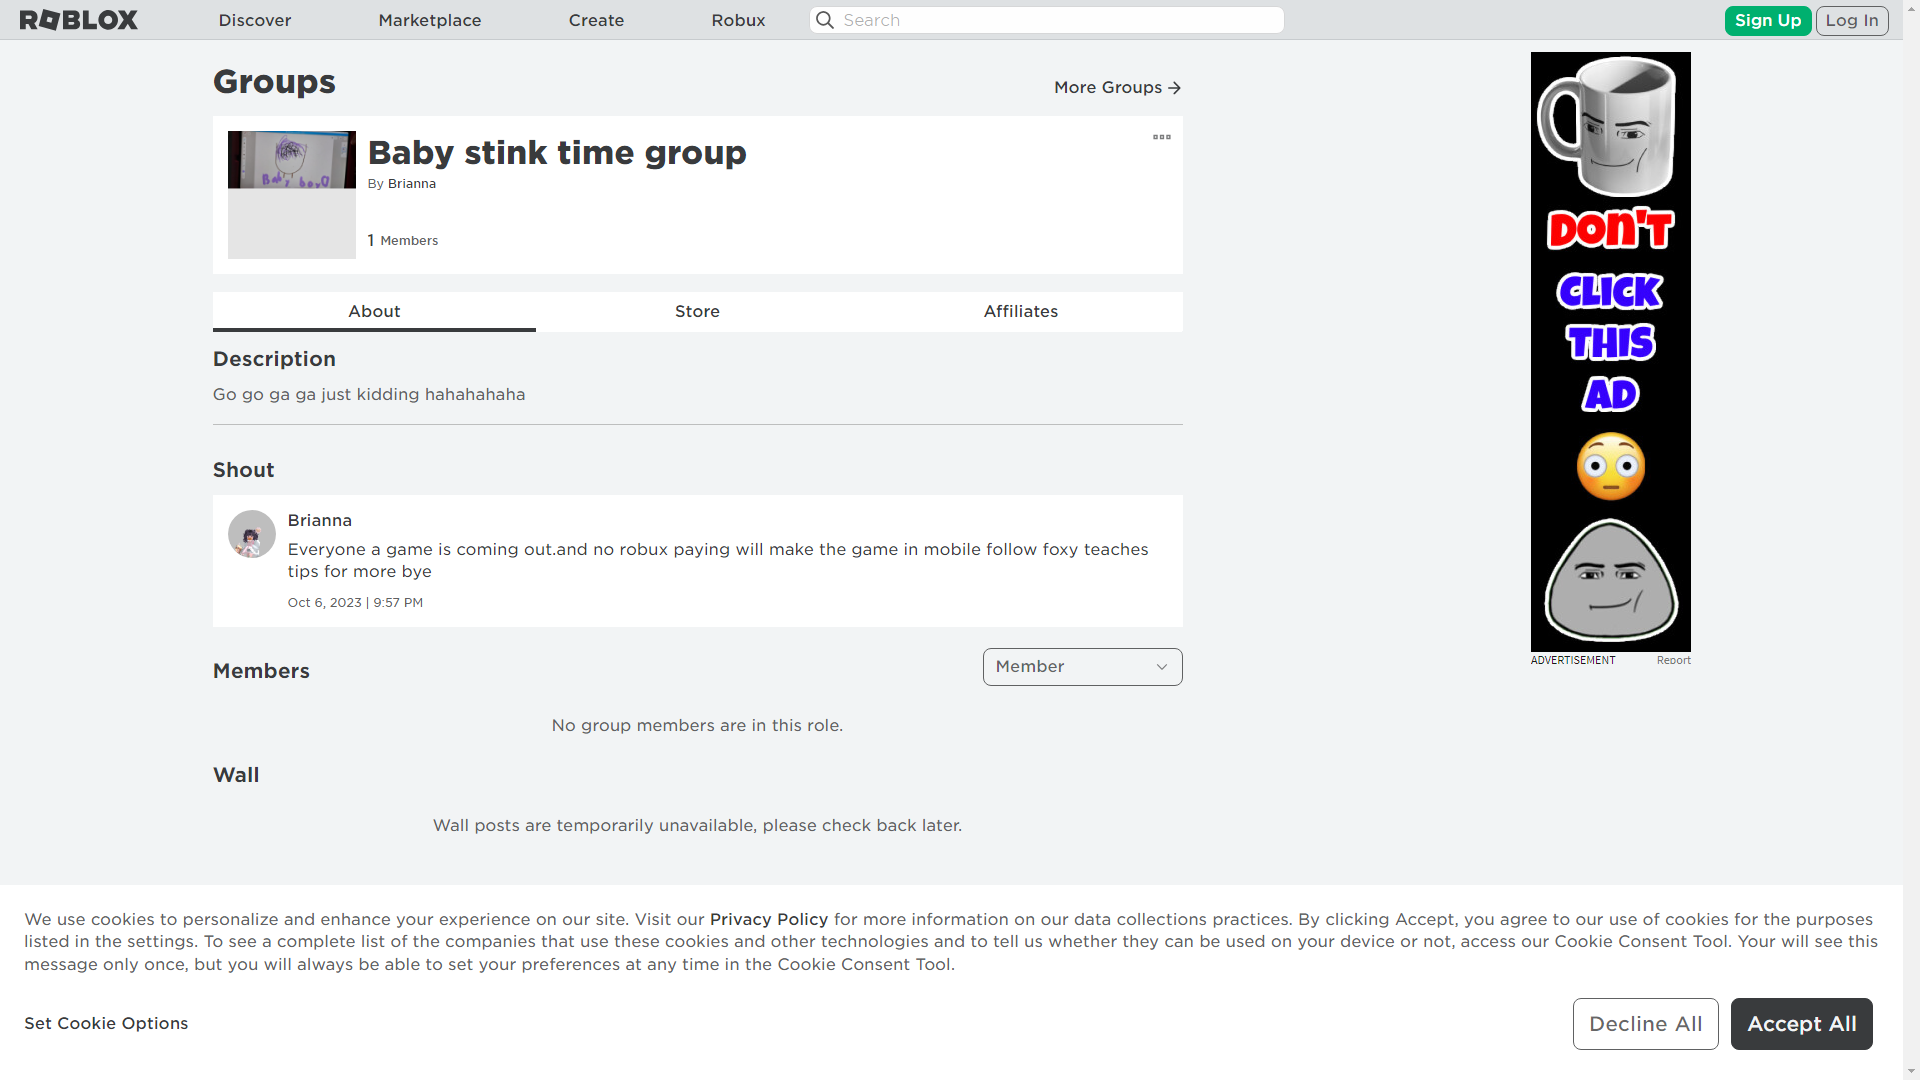 ROBLOX
Discover
Marketplace
Create
Robux
Search
Sign Up
Log In
Groups
More Groups
Baby stink time group
By Brianna
1 Members
About
Store
Affiliates
Description
Go go ga ga just kidding hahahahaha
Shout
Brianna
Everyone a game is coming out.and no robux paying will make the game in mobile follow foxy teaches
tips for more bye
Oct 6, 2023 | 9:57 PM
Members
Member
No group members are in this role.
Wall
Wall posts are temporarily unavailable, please check back later.
DON'T
CLICK
THIS
AD
ADVERTISEMENT
Report
We use cookies to personalize and enhance your experience on our site. Visit our Privacy Policy for more information on our data collections practices. By clicking Accept, you agree to our use of cookies for the purposes
listed in the settings. To see a complete list of the companies that use these cookies and other technologies and to tell us whether they can be used on your device or not, access our Cookie Consent Tool. Your will see this
message only once, but you will always be able to set your preferences at any time in the Cookie Consent Tool.
Set Cookie Options
Decline All
Accept All